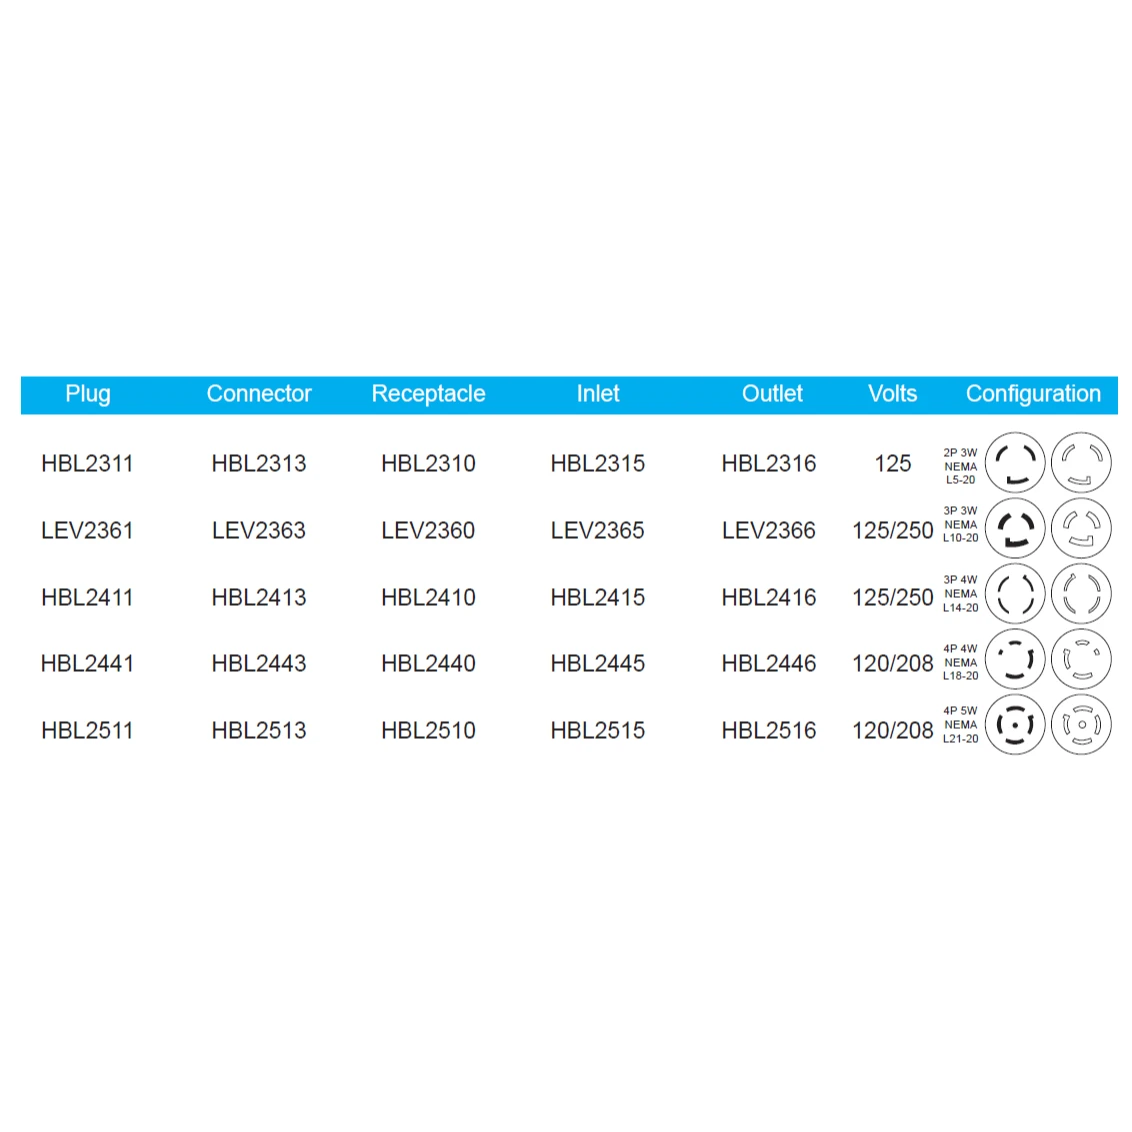 Plug Connector Receptacle Inlet Outlet Volts Configuration
HBL2311 HBL2313 HBL2310 HBL2315 HBL2316 125 2P 3W
NEMA
L5-20
LEV2361 LEV2363 LEV2360 LEV2365 LEV2366 125/250 3P 3W
NEMA
L10-20
HBL2411 HBL2413 HBL2410 HBL2415 HBL2416 125/250 3P 4W
NEMA
L14-20
HBL2441 HBL2443 HBL2440 HBL2445 HBL2446 120/208 4P 4W
NEMA
L18-20
HBL2511 HBL2513 HBL2510 HBL2515 HBL2516 120/208 4P 5W
NEMA
L21-20